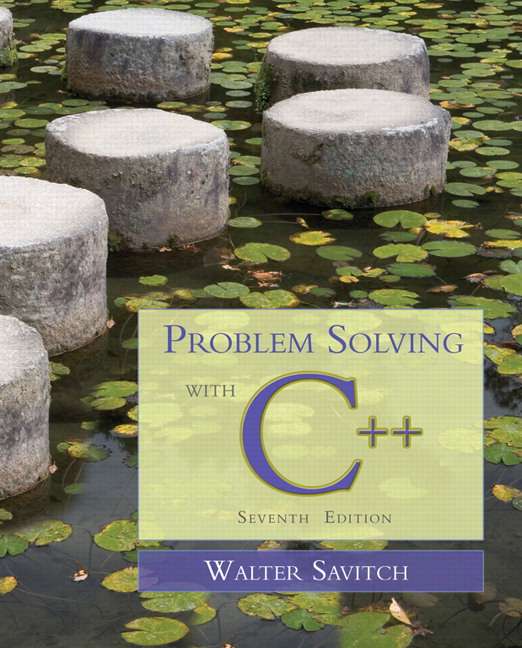 PROBLEM SOLVING
WITH C++
SEVENTH EDITION
WALTER SAVITCH